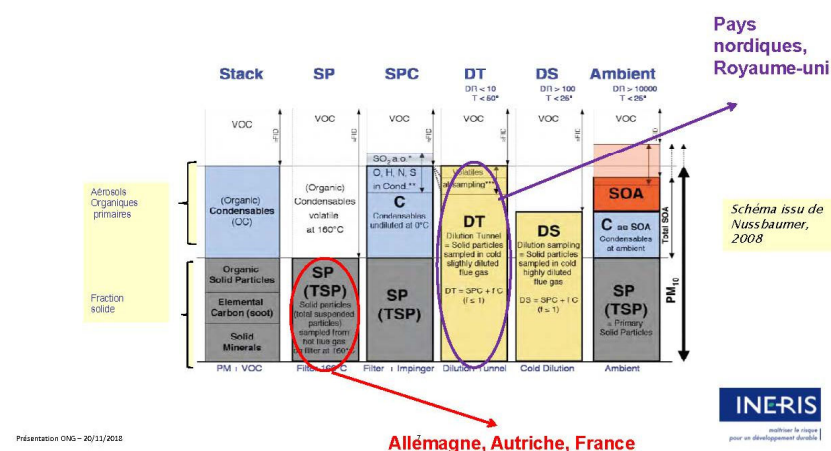 Pays
nordiques,
Royaume-uni
Stack
SP
SPC
DT
DR < 10
T < 50°
DS
DR > 100
T < 25°
Ambient
DR > 10000
T < 25°
VOC
VOC
VOC
VOC
VOC
VOC
SO2 a.o.*
O, H, N, S
in Cond.**
C
Condensables
undiluted at 0°C
Volatiles
at sampling***
DT
Dilution Tunnel
= Solid particles
sampled in cold
slightly diluted
flue gas
DT = SPC + f C
(f ≤ 1)
DS
Dilution sampling
= Solid particles
sampled in cold
highly diluted
flue gas
DS = SPC + f C
(f ≤ 1)
SOA
C as SOA
Condensables
at ambient
Total SOA
PM10
Aérosols
Organiques
primaires
(Organic)
Condensables
(OC)
(Organic)
Condensables
volatile
at 160°C
Schéma issu de
Nussbaumer,
2008
Fraction
solide
Organic
Solid Particles
Elemental
Carbon (soot)
Solid
Minerals
SP
(TSP)
Solid particles
(total suspended
particles)
sampled from
hot flue gas
on filter at 160°C
SP
(TSP)
SP
(TSP)
= Primary
Solid Particles
PM + VOC
Filter 160°C
Filter + Impinger
Dilution Tunnel
Cold Dilution
Ambient
INERIS
maîtriser le risque
pour un développement durable
Présentation ONG – 20/11/2018
Allemagne, Autriche, France